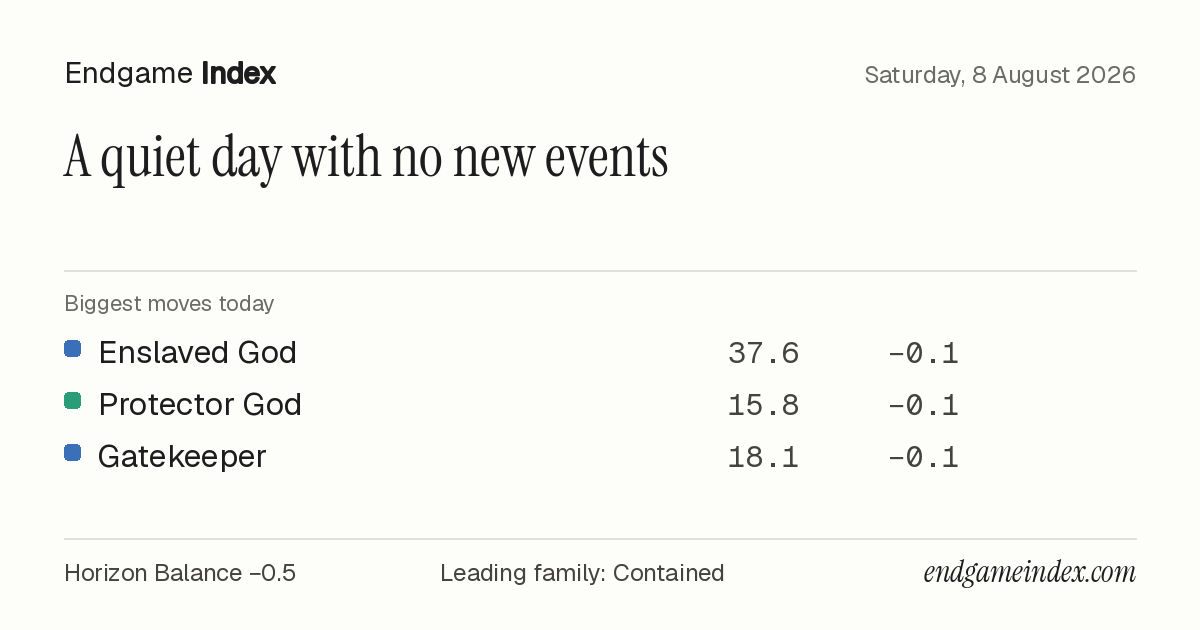 Endgame Index
Saturday, 8 August 2026
A quiet day with no new events
Biggest moves today
Enslaved God 37.6 −0.1
Protector God 15.8 −0.1
Gatekeeper 18.1 −0.1
Horizon Balance −0.5 Leading family: Contained endgameindex.com